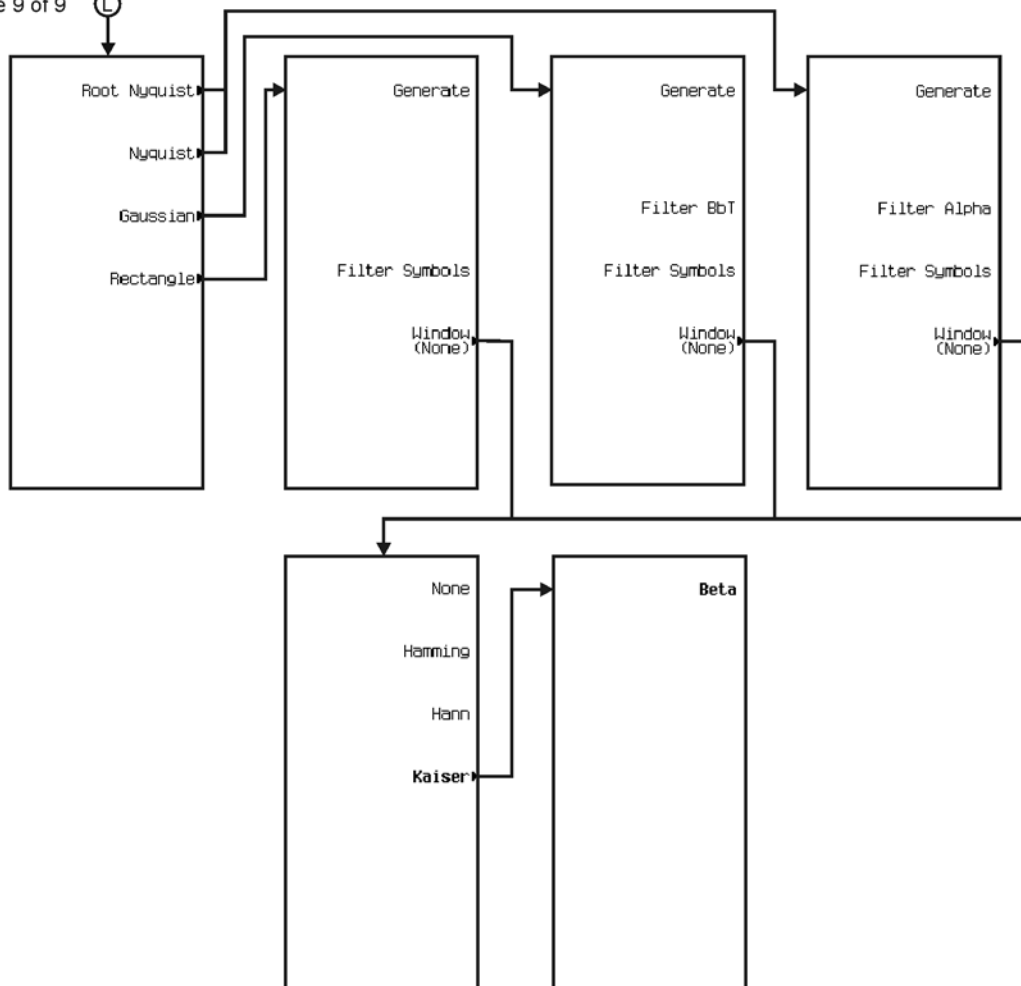 e 9 of 9
L
Root Nyquist
Nyquist
Gaussian
Rectangle
Generate
Filter Symbols
Window
(None)
Generate
Filter BbT
Filter Symbols
Window
(None)
Generate
Filter Alpha
Filter Symbols
Window
(None)
None
Hamming
Hann
Kaiser
Beta